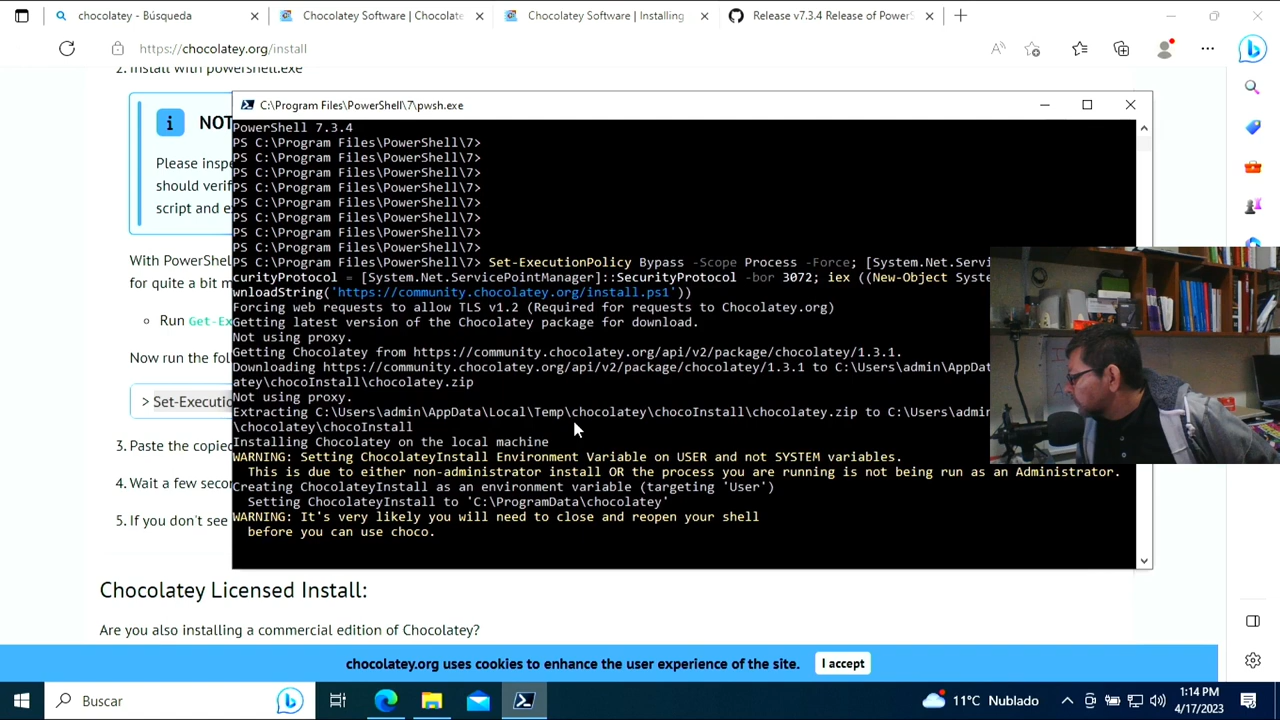 chocolatey - Búsqueda
Chocolatey Software | Chocolate
Chocolatey Software | Installing
Release v7.3.4 Release of PowerS
https://chocolatey.org/install
2. Install with powershell.exe
NOT
Please insp
should verif
script and e
With PowerShel
for quite a bit m
Run Get-Ex
Now run the foll
> Set-Executio
3. Paste the copied
4. Wait a few secon
5. If you don't see
C:\Program Files\PowerShell\7\pwsh.exe
PowerShell 7.3.4
PS C:\Program Files\PowerShell\7>
PS C:\Program Files\PowerShell\7>
PS C:\Program Files\PowerShell\7>
PS C:\Program Files\PowerShell\7>
PS C:\Program Files\PowerShell\7>
PS C:\Program Files\PowerShell\7>
PS C:\Program Files\PowerShell\7>
PS C:\Program Files\PowerShell\7>
PS C:\Program Files\PowerShell\7> Set-ExecutionPolicy Bypass -Scope Process -Force; [System.Net.Servi
curityProtocol = [System.Net.ServicePointManager]::SecurityProtocol -bor 3072; iex ((New-Object Syste
wnloadString('https://community.chocolatey.org/install.ps1'))
Forcing web requests to allow TLS v1.2 (Required for requests to Chocolatey.org)
Getting latest version of the Chocolatey package for download.
Not using proxy.
Getting Chocolatey from https://community.chocolatey.org/api/v2/package/chocolatey/1.3.1.
Downloading https://community.chocolatey.org/api/v2/package/chocolatey/1.3.1 to C:\Users\admin\AppDat
atey\chocoInstall\chocolatey.zip
Not using proxy.
Extracting C:\Users\admin\AppData\Local\Temp\chocolatey\chocoInstall\chocolatey.zip to C:\Users\admin
\chocolatey\chocoInstall
Installing Chocolatey on the local machine
WARNING: Setting ChocolateyInstall Environment Variable on USER and not SYSTEM variables.
This is due to either non-administrator install OR the process you are running is not being run as an Administrator.
Creating ChocolateyInstall as an environment variable (targeting 'User')
Setting ChocolateyInstall to 'C:\ProgramData\chocolatey'
WARNING: It's very likely you will need to close and reopen your shell
before you can use choco.
Chocolatey Licensed Install:
Are you also installing a commercial edition of Chocolatey?
chocolatey.org uses cookies to enhance the user experience of the site.
I accept
Buscar
11°C Nublado
1:14 PM
4/17/2023